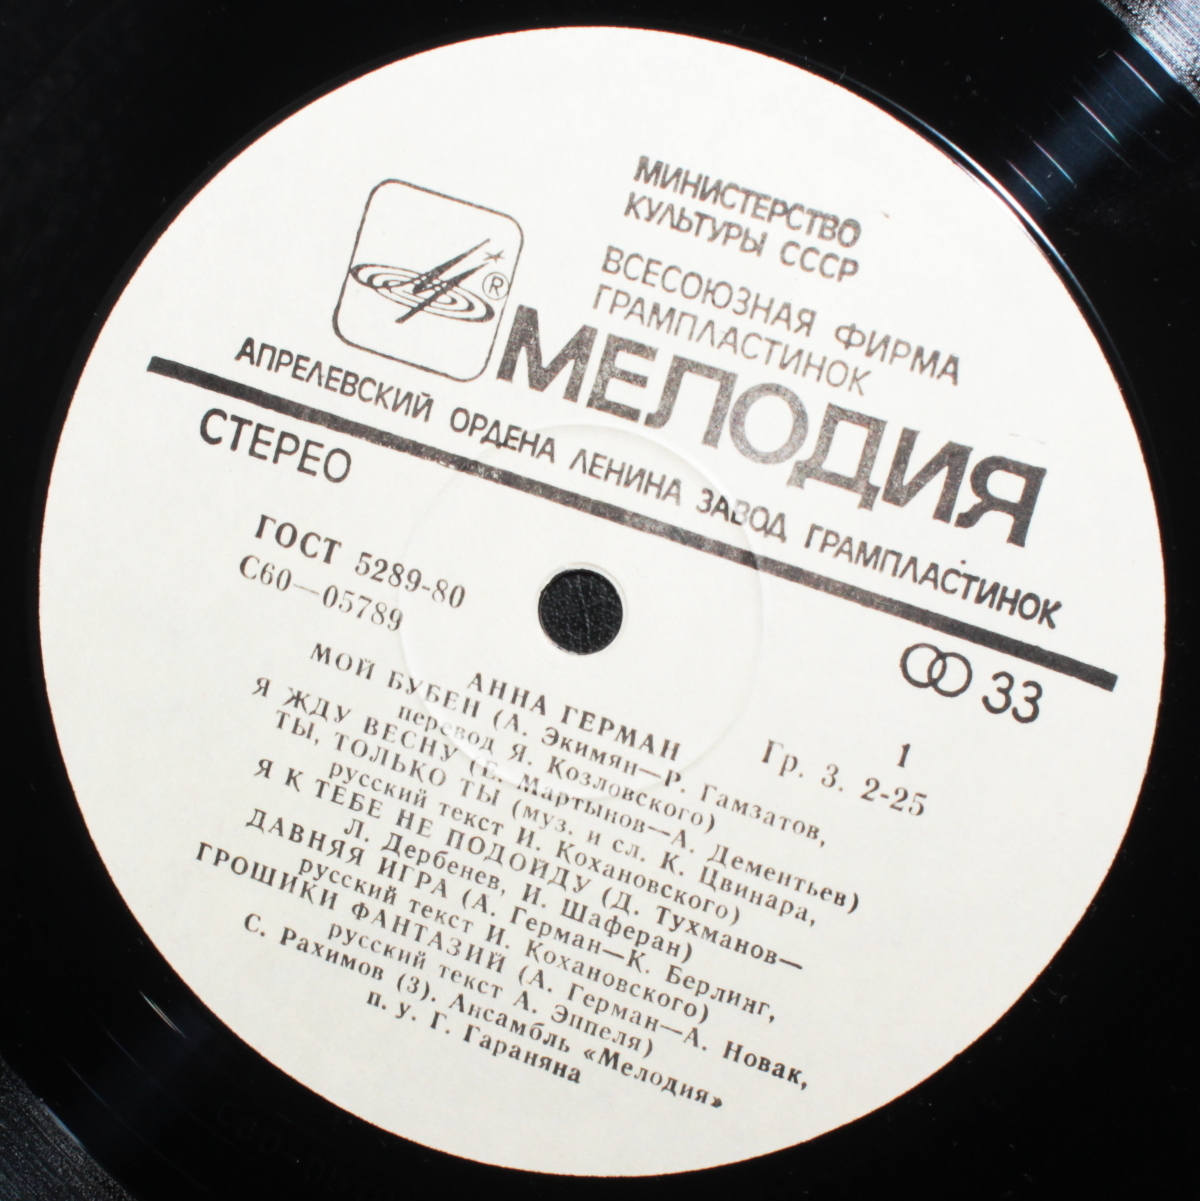 МИНИСТЕРСТВО
КУЛЬТУРЫ СССР
ВСЕСОЮЗНАЯ ФИРМА
ГРАМПЛАСТИНОК
®
МЕЛОДИЯ
АПРЕЛЕВСКИЙ ОРДЕНА ЛЕНИНА ЗАВОД ГРАМПЛАСТИНОК
СТЕРЕО
33
ГОСТ 5289-80
С60—05789
1
Гр. 3. 2-25
АННА ГЕРМАН
МОЙ БУБЕН (А. Экимян—Р. Гамзатов,
перевод Я. Козловского)
Я ЖДУ ВЕСНУ (Е. Мартынов—А. Дементьев)
ТЫ, ТОЛЬКО ТЫ (муз. и сл. К. Цвинара,
русский текст И. Кохановского)
Я К ТЕБЕ НЕ ПОДОЙДУ (Д. Тухманов—
Л. Дербенев, И. Шаферан)
ДАВНЯЯ ИГРА (А. Герман—К. Берлинг,
русский текст И. Кохановского)
ГРОШИКИ ФАНТАЗИЙ (А. Герман—А. Новак,
русский текст А. Эппеля)
С. Рахимов (3). Ансамбль «Мелодия»
п. у. Г. Гараняна